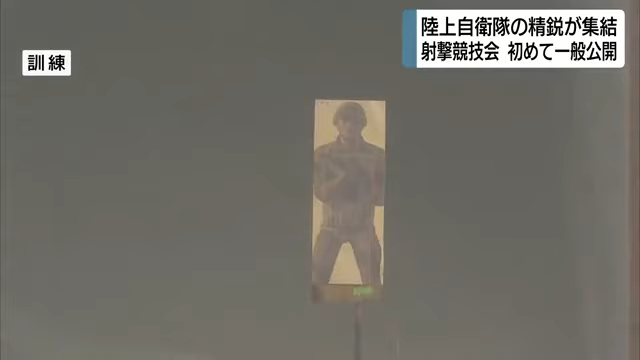 陸上自衛隊の精鋭が集結
射撃競技会 初めて一般公開
訓練